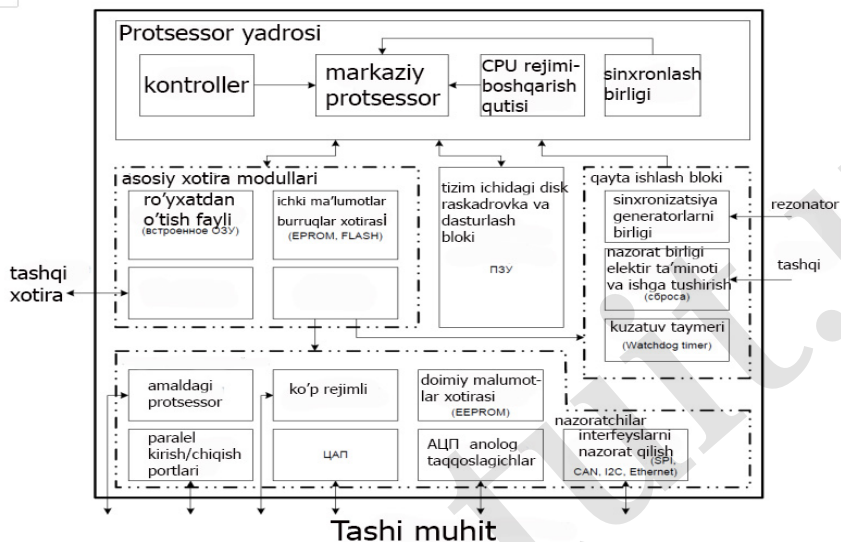 Protsessor yadrosi
kontroller
markaziy
protsessor
CPU rejimi-
boshqarish
qutisi
sinxronlash
birligi
asosiy xotira modullari
ro'yxatdan
o'tish fayli
(встроенное ОЗУ)
ichki ma'lumotlar
burruqlar xotirasi
(EPROM, FLASH)
tizim ichidagi disk
raskadrovka va
dasturlash
bloki
ПЗУ
qayta ishlash bloki
sinxronizatsiya
generatorlarni
birligi
nazorat birligi
elektir ta'minoti
va ishga tushirish
(сброса)
kuzatuv taymeri
(Watchdog timer)
rezonator
tashqi
tashqi
xotira
amaldagi
protsessor
ko'p rejimli
doimiy malumot-
lar xotirasi
(EEPROM)
paralel
kirish/chiqish
portlari
ЦАП
АЦП anolog
taqqoslagichlar
nazoratchilar
interfeyslarni
nazorat qilish
(SPI,
CAN, I2C, Ethernet)
Tashi muhit